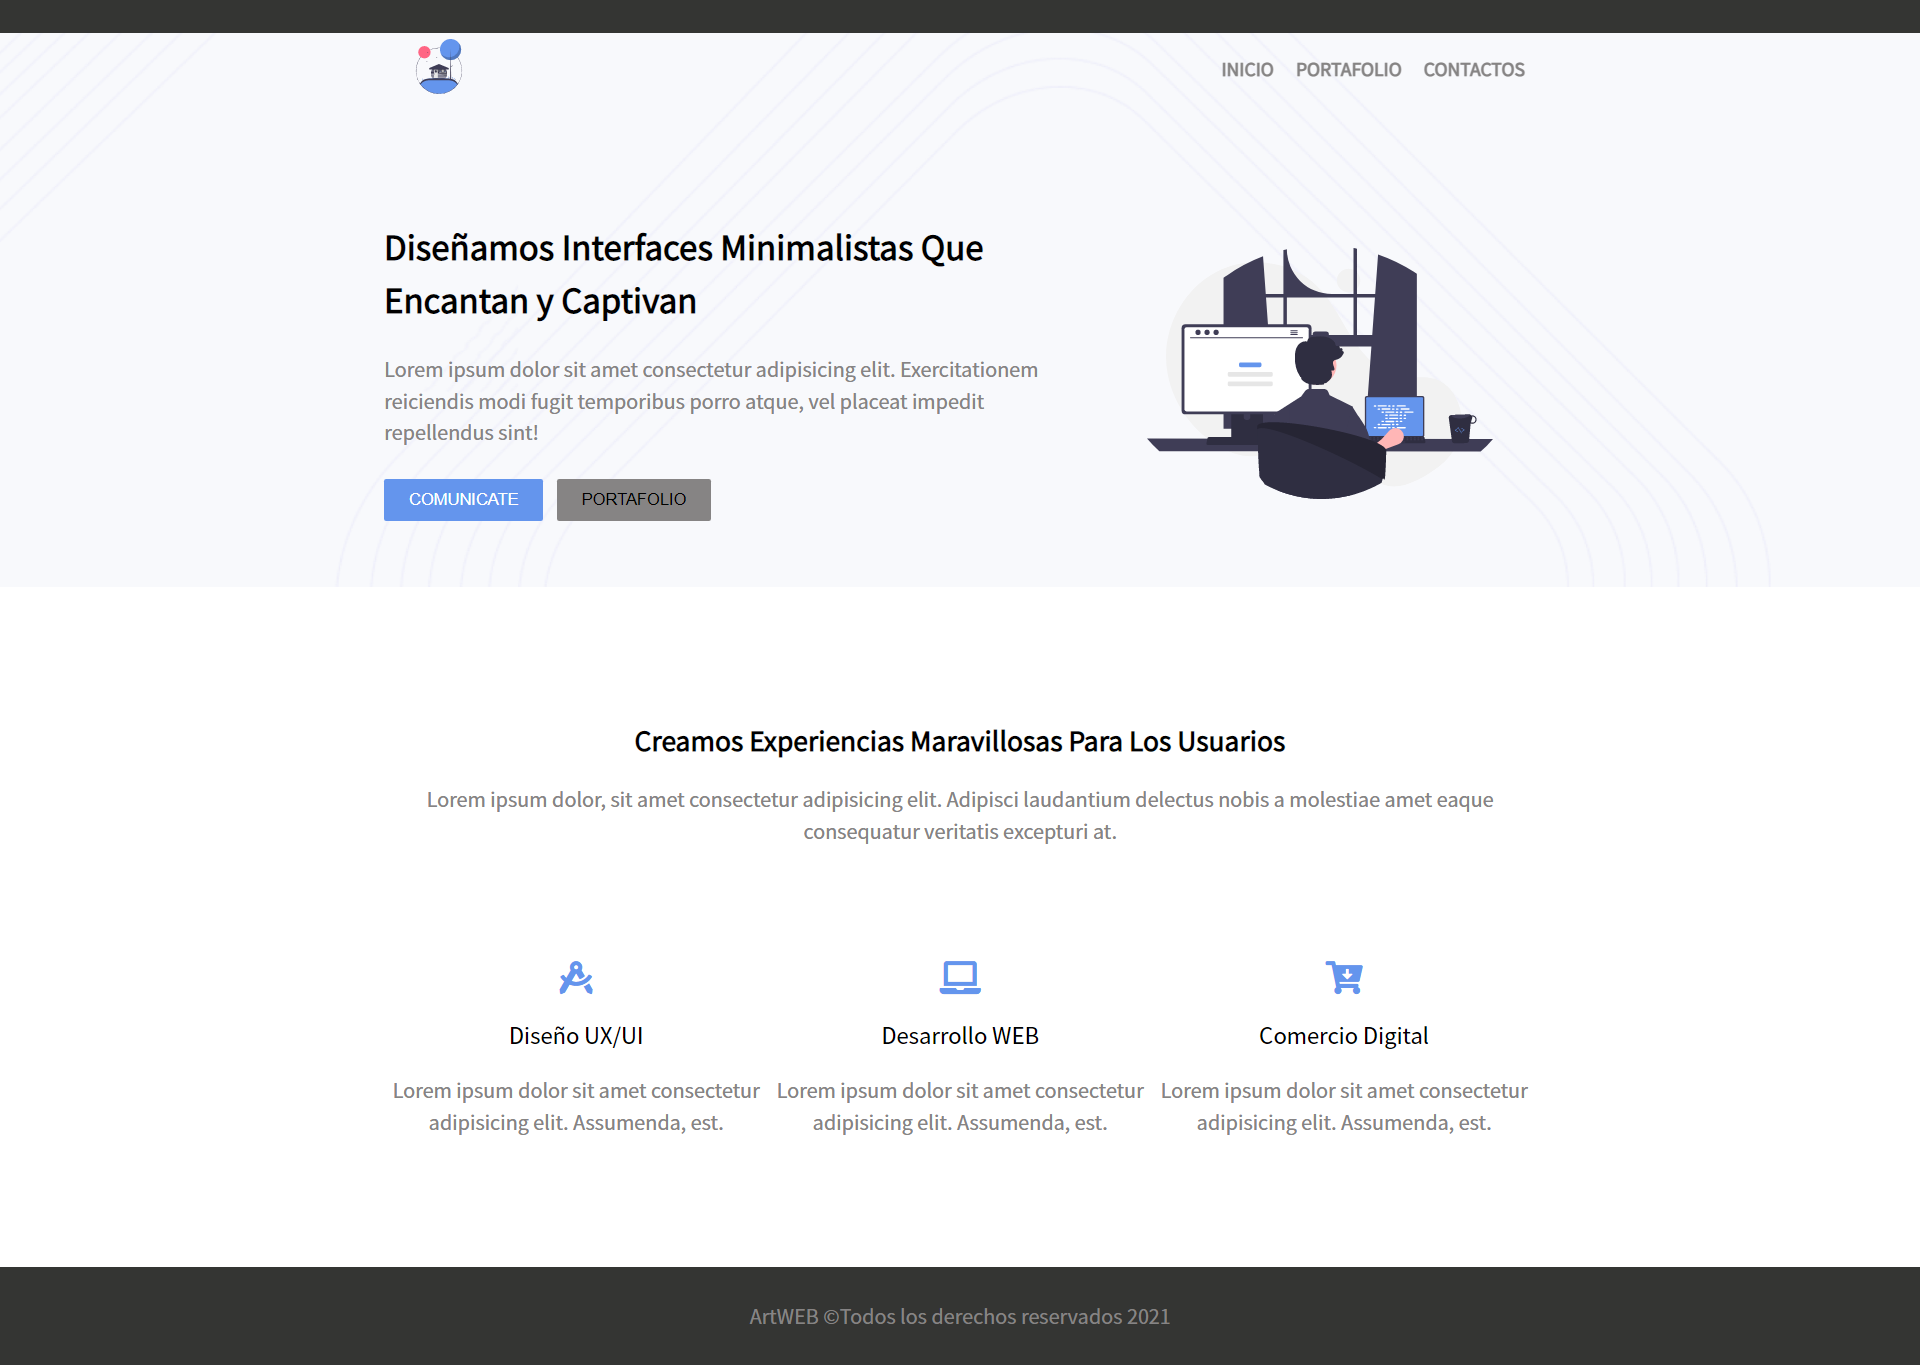 INICIO PORTAFOLIO CONTACTOS
Diseñamos Interfaces Minimalistas Que
Encantan y Captivan
Lorem ipsum dolor sit amet consectetur adipisicing elit. Exercitationem
reiciendis modi fugit temporibus porro atque, vel placeat impedit
repellendus sint!
COMUNICATE PORTAFOLIO
Creamos Experiencias Maravillosas Para Los Usuarios
Lorem ipsum dolor, sit amet consectetur adipisicing elit. Adipisci laudantium delectus nobis a molestiae amet eaque
consequatur veritatis excepturi at.
Diseño UX/UI
Lorem ipsum dolor sit amet consectetur
adipisicing elit. Assumenda, est.
Desarrollo WEB
Lorem ipsum dolor sit amet consectetur
adipisicing elit. Assumenda, est.
Comercio Digital
Lorem ipsum dolor sit amet consectetur
adipisicing elit. Assumenda, est.
ArtWEB ©Todos los derechos reservados 2021